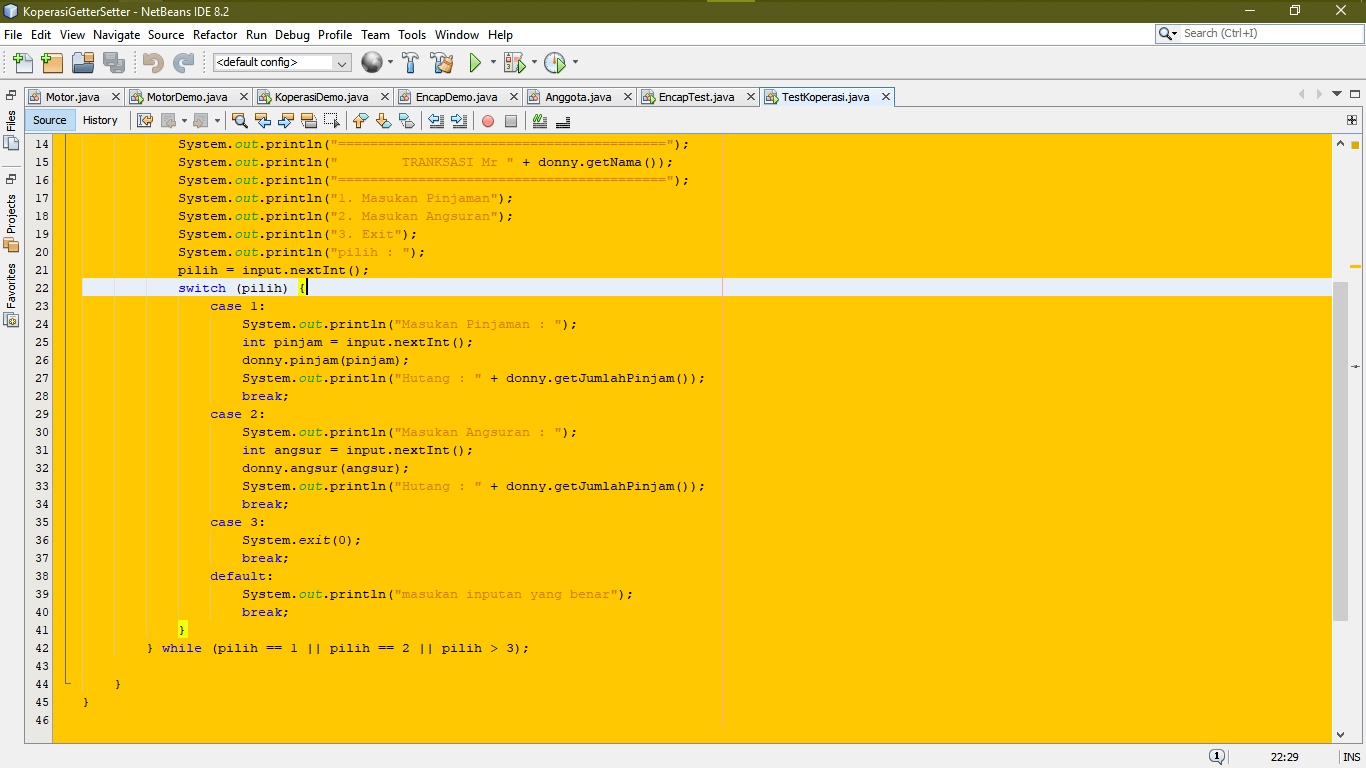 KoperasiGetterSetter - NetBeans IDE 8.2
File Edit View Navigate Source Refactor Run Debug Profile Team Tools Window Help
Search (Ctrl+I)
<default config>
Motor.java MotorDemo.java KoperasiDemo.java EncapDemo.java Anggota.java EncapTest.java TestKoperasi.java
Source History
Files
Projects
Favorites
14 System.out.println("=========================================");
15 System.out.println("        TRANKSASI Mr " + donny.getNama());
16 System.out.println("=========================================");
17 System.out.println("1. Masukan Pinjaman");
18 System.out.println("2. Masukan Angsuran");
19 System.out.println("3. Exit");
20 System.out.println("pilih : ");
21 pilih = input.nextInt();
22 switch (pilih) {
23 case 1:
24 System.out.println("Masukan Pinjaman : ");
25 int pinjam = input.nextInt();
26 donny.pinjam(pinjam);
27 System.out.println("Hutang : " + donny.getJumlahPinjam());
28 break;
29 case 2:
30 System.out.println("Masukan Angsuran : ");
31 int angsur = input.nextInt();
32 donny.angsur(angsur);
33 System.out.println("Hutang : " + donny.getJumlahPinjam());
34 break;
35 case 3:
36 System.exit(0);
37 break;
38 default:
39 System.out.println("masukan inputan yang benar");
40 break;
41 }
42 } while (pilih == 1 || pilih == 2 || pilih > 3);
43
44 }
45 }
46
1 22:29 INS